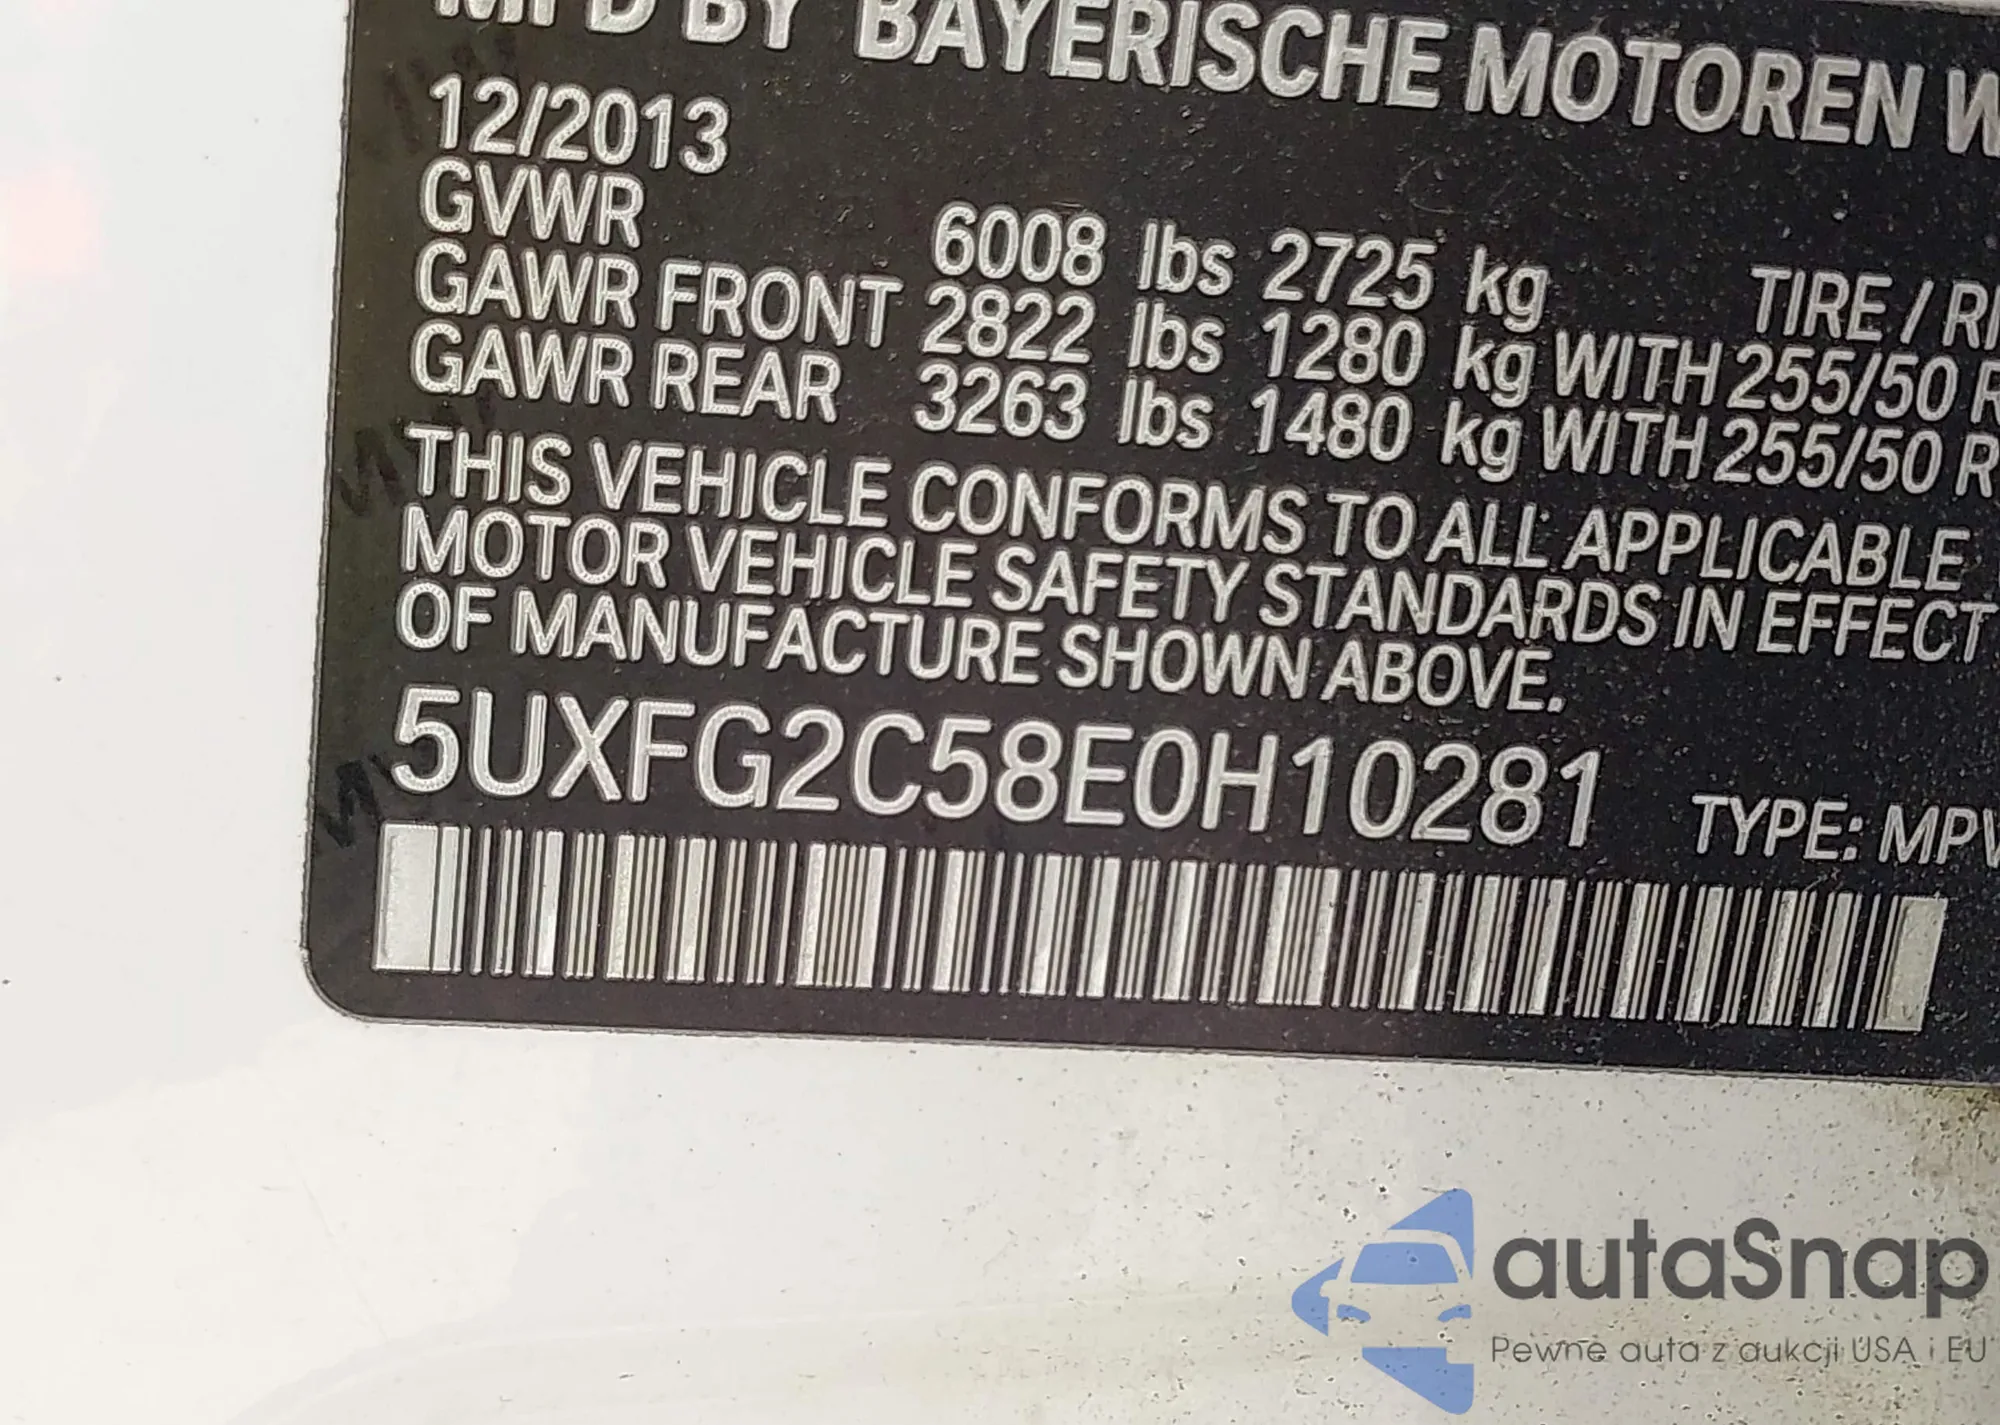 MFD BY BAYERISCHE MOTOREN W
12/2013
GVWR 6008 lbs 2725 kg TIRE / RI
GAWR FRONT 2822 lbs 1280 kg WITH 255/50 R
GAWR REAR 3263 lbs 1480 kg WITH 255/50 R
THIS VEHICLE CONFORMS TO ALL APPLICABLE
MOTOR VEHICLE SAFETY STANDARDS IN EFFECT
OF MANUFACTURE SHOWN ABOVE.
5UXFG2C58E0H10281 TYPE: MPV
autaSnap
Pewne auta z aukcji USA i EU